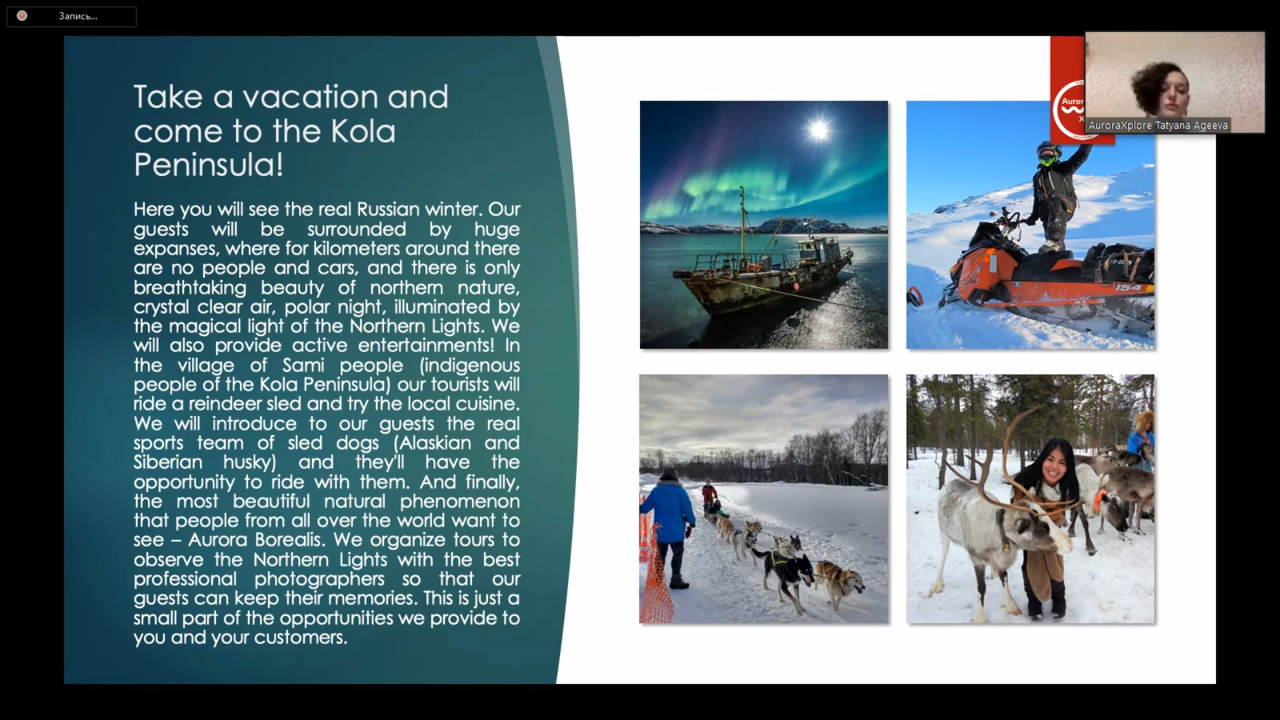 Запись...
Take a vacation and
come to the Kola
Peninsula!
Here you will see the real Russian winter. Our
guests will be surrounded by huge
expanses, where for kilometers around there
are no people and cars, and there is only
breathtaking beauty of northern nature,
crystal clear air, polar night, illuminated by
the magical light of the Northern Lights. We
will also provide active entertainments! In
the village of Sami people (indigenous
people of the Kola Peninsula) our tourists will
ride a reindeer sled and try the local cuisine.
We will introduce to our guests the real
sports team of sled dogs (Alaskian and
Siberian husky) and they'll have the
opportunity to ride with them. And finally,
the most beautiful natural phenomenon
that people from all over the world want to
see – Aurora Borealis. We organize tours to
observe the Northern Lights with the best
professional photographers so that our
guests can keep their memories. This is just a
small part of the opportunities we provide to
you and your customers.
AuroraXplore Tatyana Ageeva
154